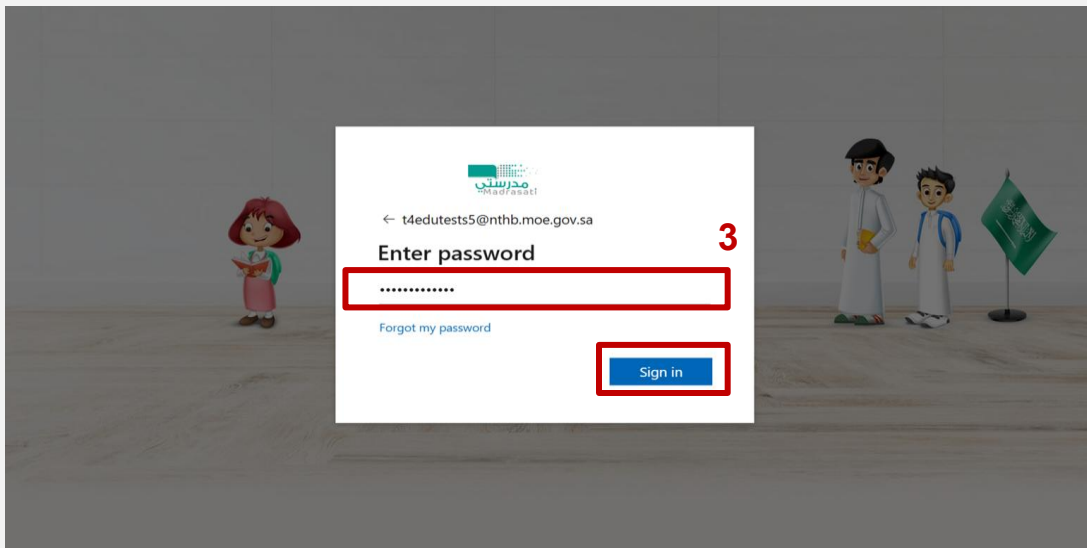 مدرستي
Madrasati
← t4edutests5@nthb.moe.gov.sa
3
Enter password
•••••••••••••
Forgot my password
Sign in